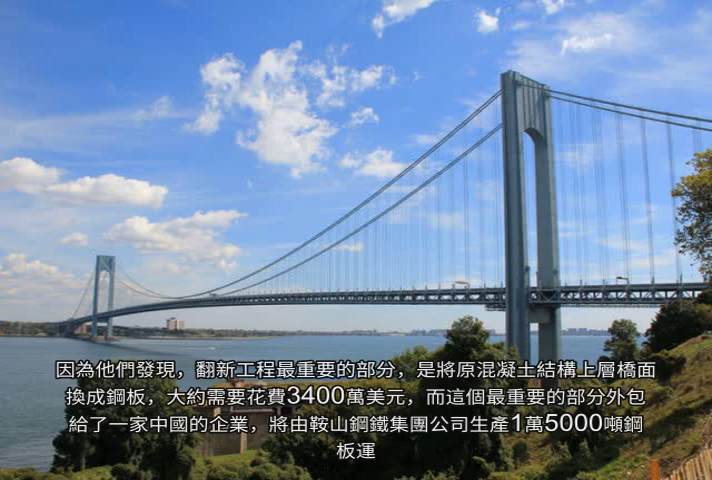 因為他們發現，翻新工程最重要的部分，是將原混凝土結構上層橋面
換成鋼板，大約需要花費3400萬美元，而這個最重要的部分外包
給了一家中國的企業，將由鞍山鋼鐵集團公司生產1萬5000噸鋼
板運